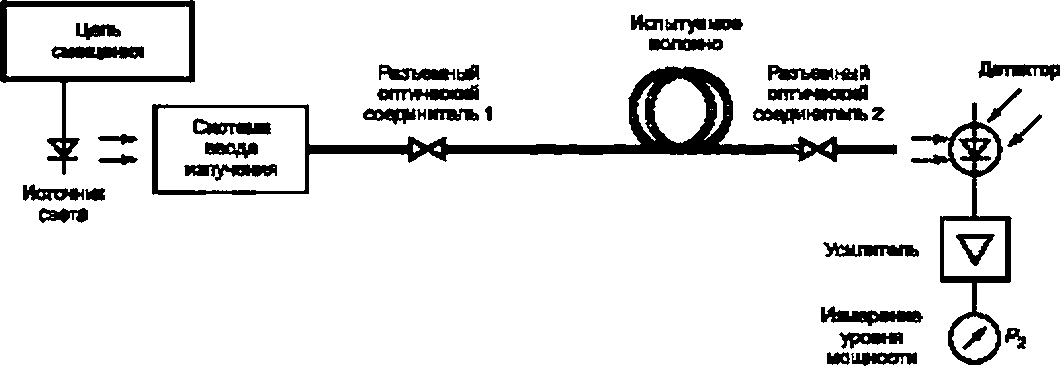 Цепь
смещения
Источник
света
Система
ввода
излучения
Разъемный
оптический
соединитель 1
Испытуемое
волокно
Разъемный
оптический
соединитель 2
Детектор
Усилитель
Измерение
уровня
мощности
P2